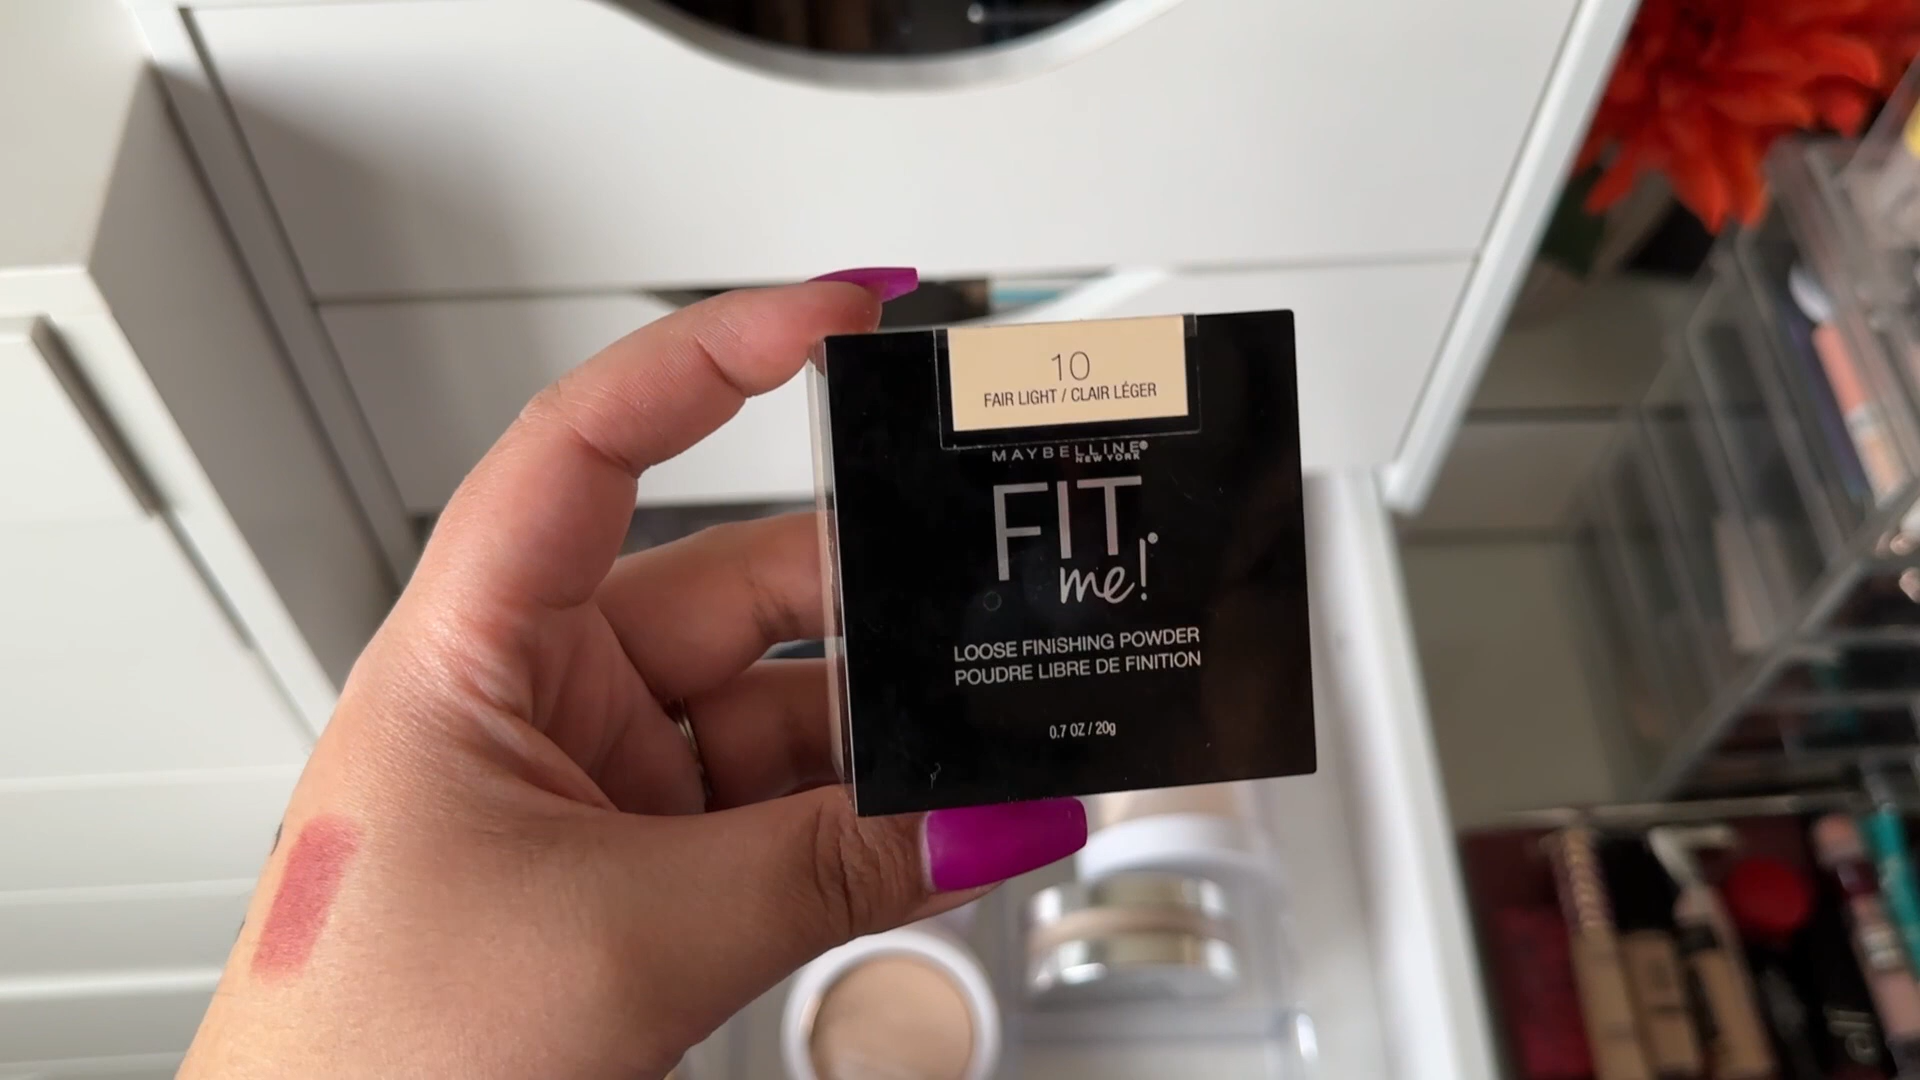 10
FAIR LIGHT / CLAIR LÉGER
MAYBELLINE
NEW YORK
FIT
me!
LOOSE FINISHING POWDER
POUDRE LIBRE DE FINITION
0.7 OZ / 20g